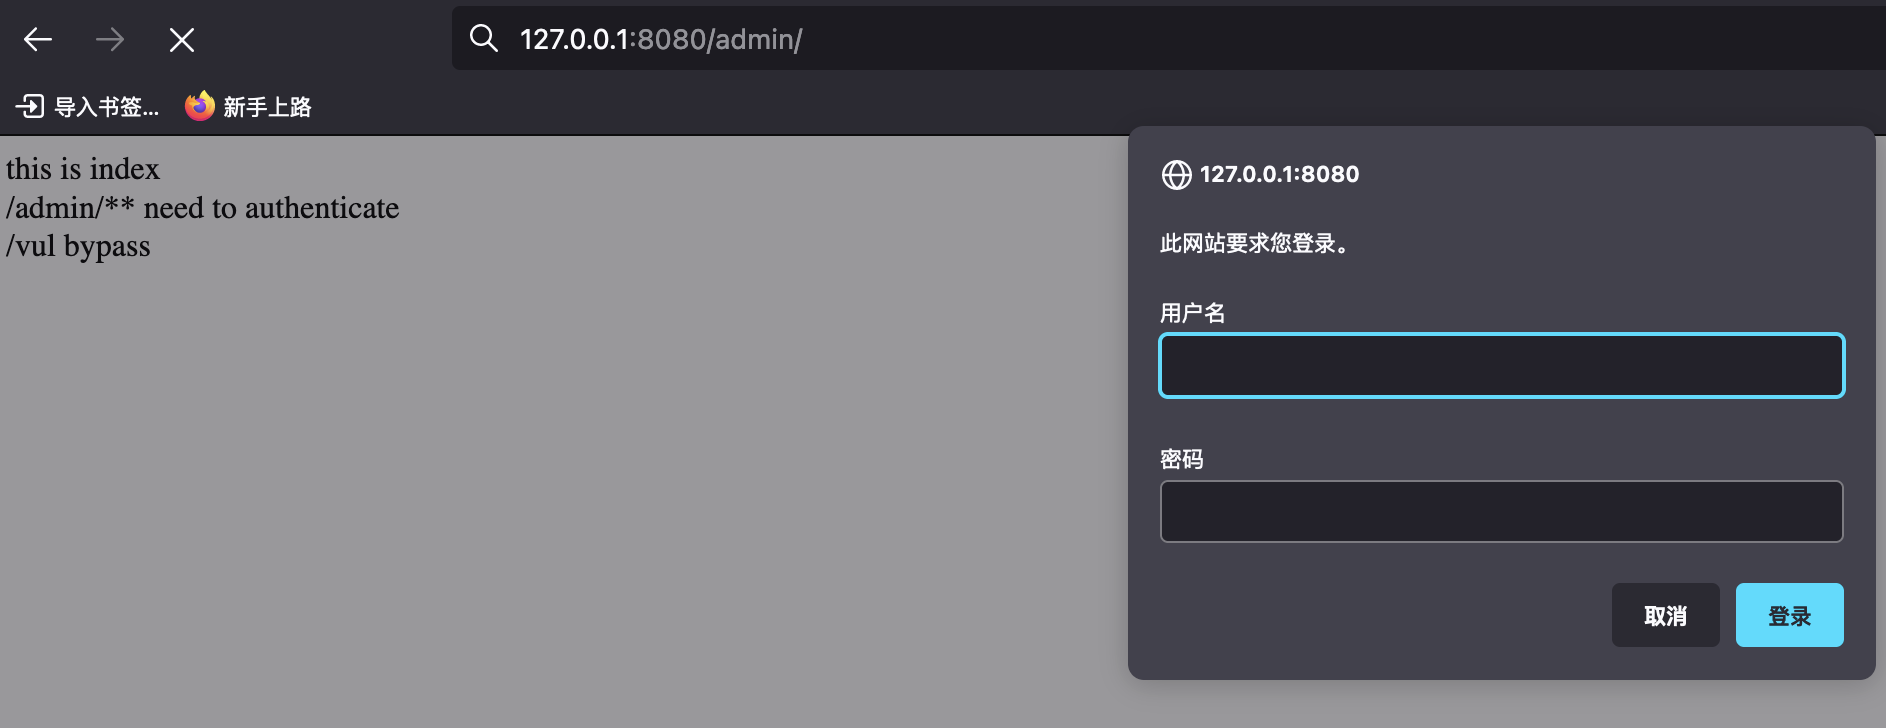 127.0.0.1:8080/admin/
导入书签...
新手上路
this is index
/admin/** need to authenticate
/vul bypass
127.0.0.1:8080
此网站要求您登录。
用户名
密码
取消
登录